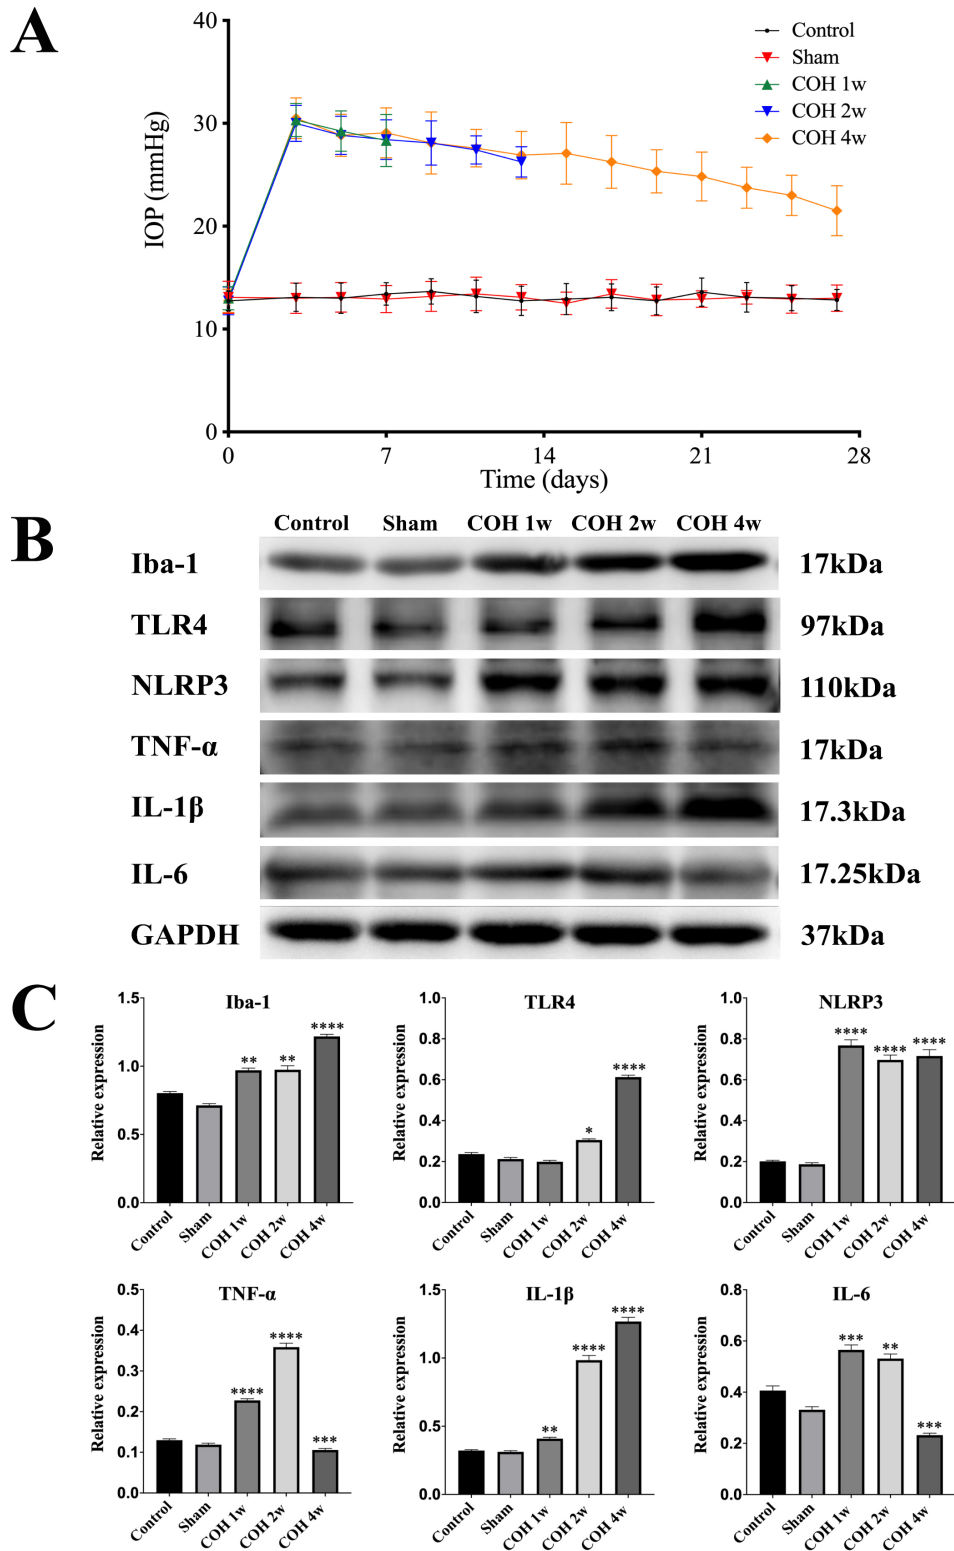 A
40
30
20
10
0
IOP (mmHg)
0 7 14 21 28
Time (days)
Control
Sham
COH 1w
COH 2w
COH 4w
B
Control Sham COH 1w COH 2w COH 4w
Iba-1 17kDa
TLR4 97kDa
NLRP3 110kDa
TNF-α 17kDa
IL-1β 17.3kDa
IL-6 17.25kDa
GAPDH 37kDa
C
Iba-1
Relative expression
1.5
1.0
0.5
0.0
** ** ****
Control Sham COH 1w COH 2w COH 4w
TLR4
Relative expression
1.0
0.8
0.6
0.4
0.2
0.0
* ****
Control Sham COH 1w COH 2w COH 4w
NLRP3
Relative expression
1.0
0.8
0.6
0.4
0.2
0.0
**** **** ****
Control Sham COH 1w COH 2w COH 4w
TNF-α
Relative expression
0.5
0.4
0.3
0.2
0.1
0.0
**** **** ***
Control Sham COH 1w COH 2w COH 4w
IL-1β
Relative expression
1.5
1.0
0.5
0.0
** **** ****
Control Sham COH 1w COH 2w COH 4w
IL-6
Relative expression
0.8
0.6
0.4
0.2
0.0
*** ** ***
Control Sham COH 1w COH 2w COH 4w